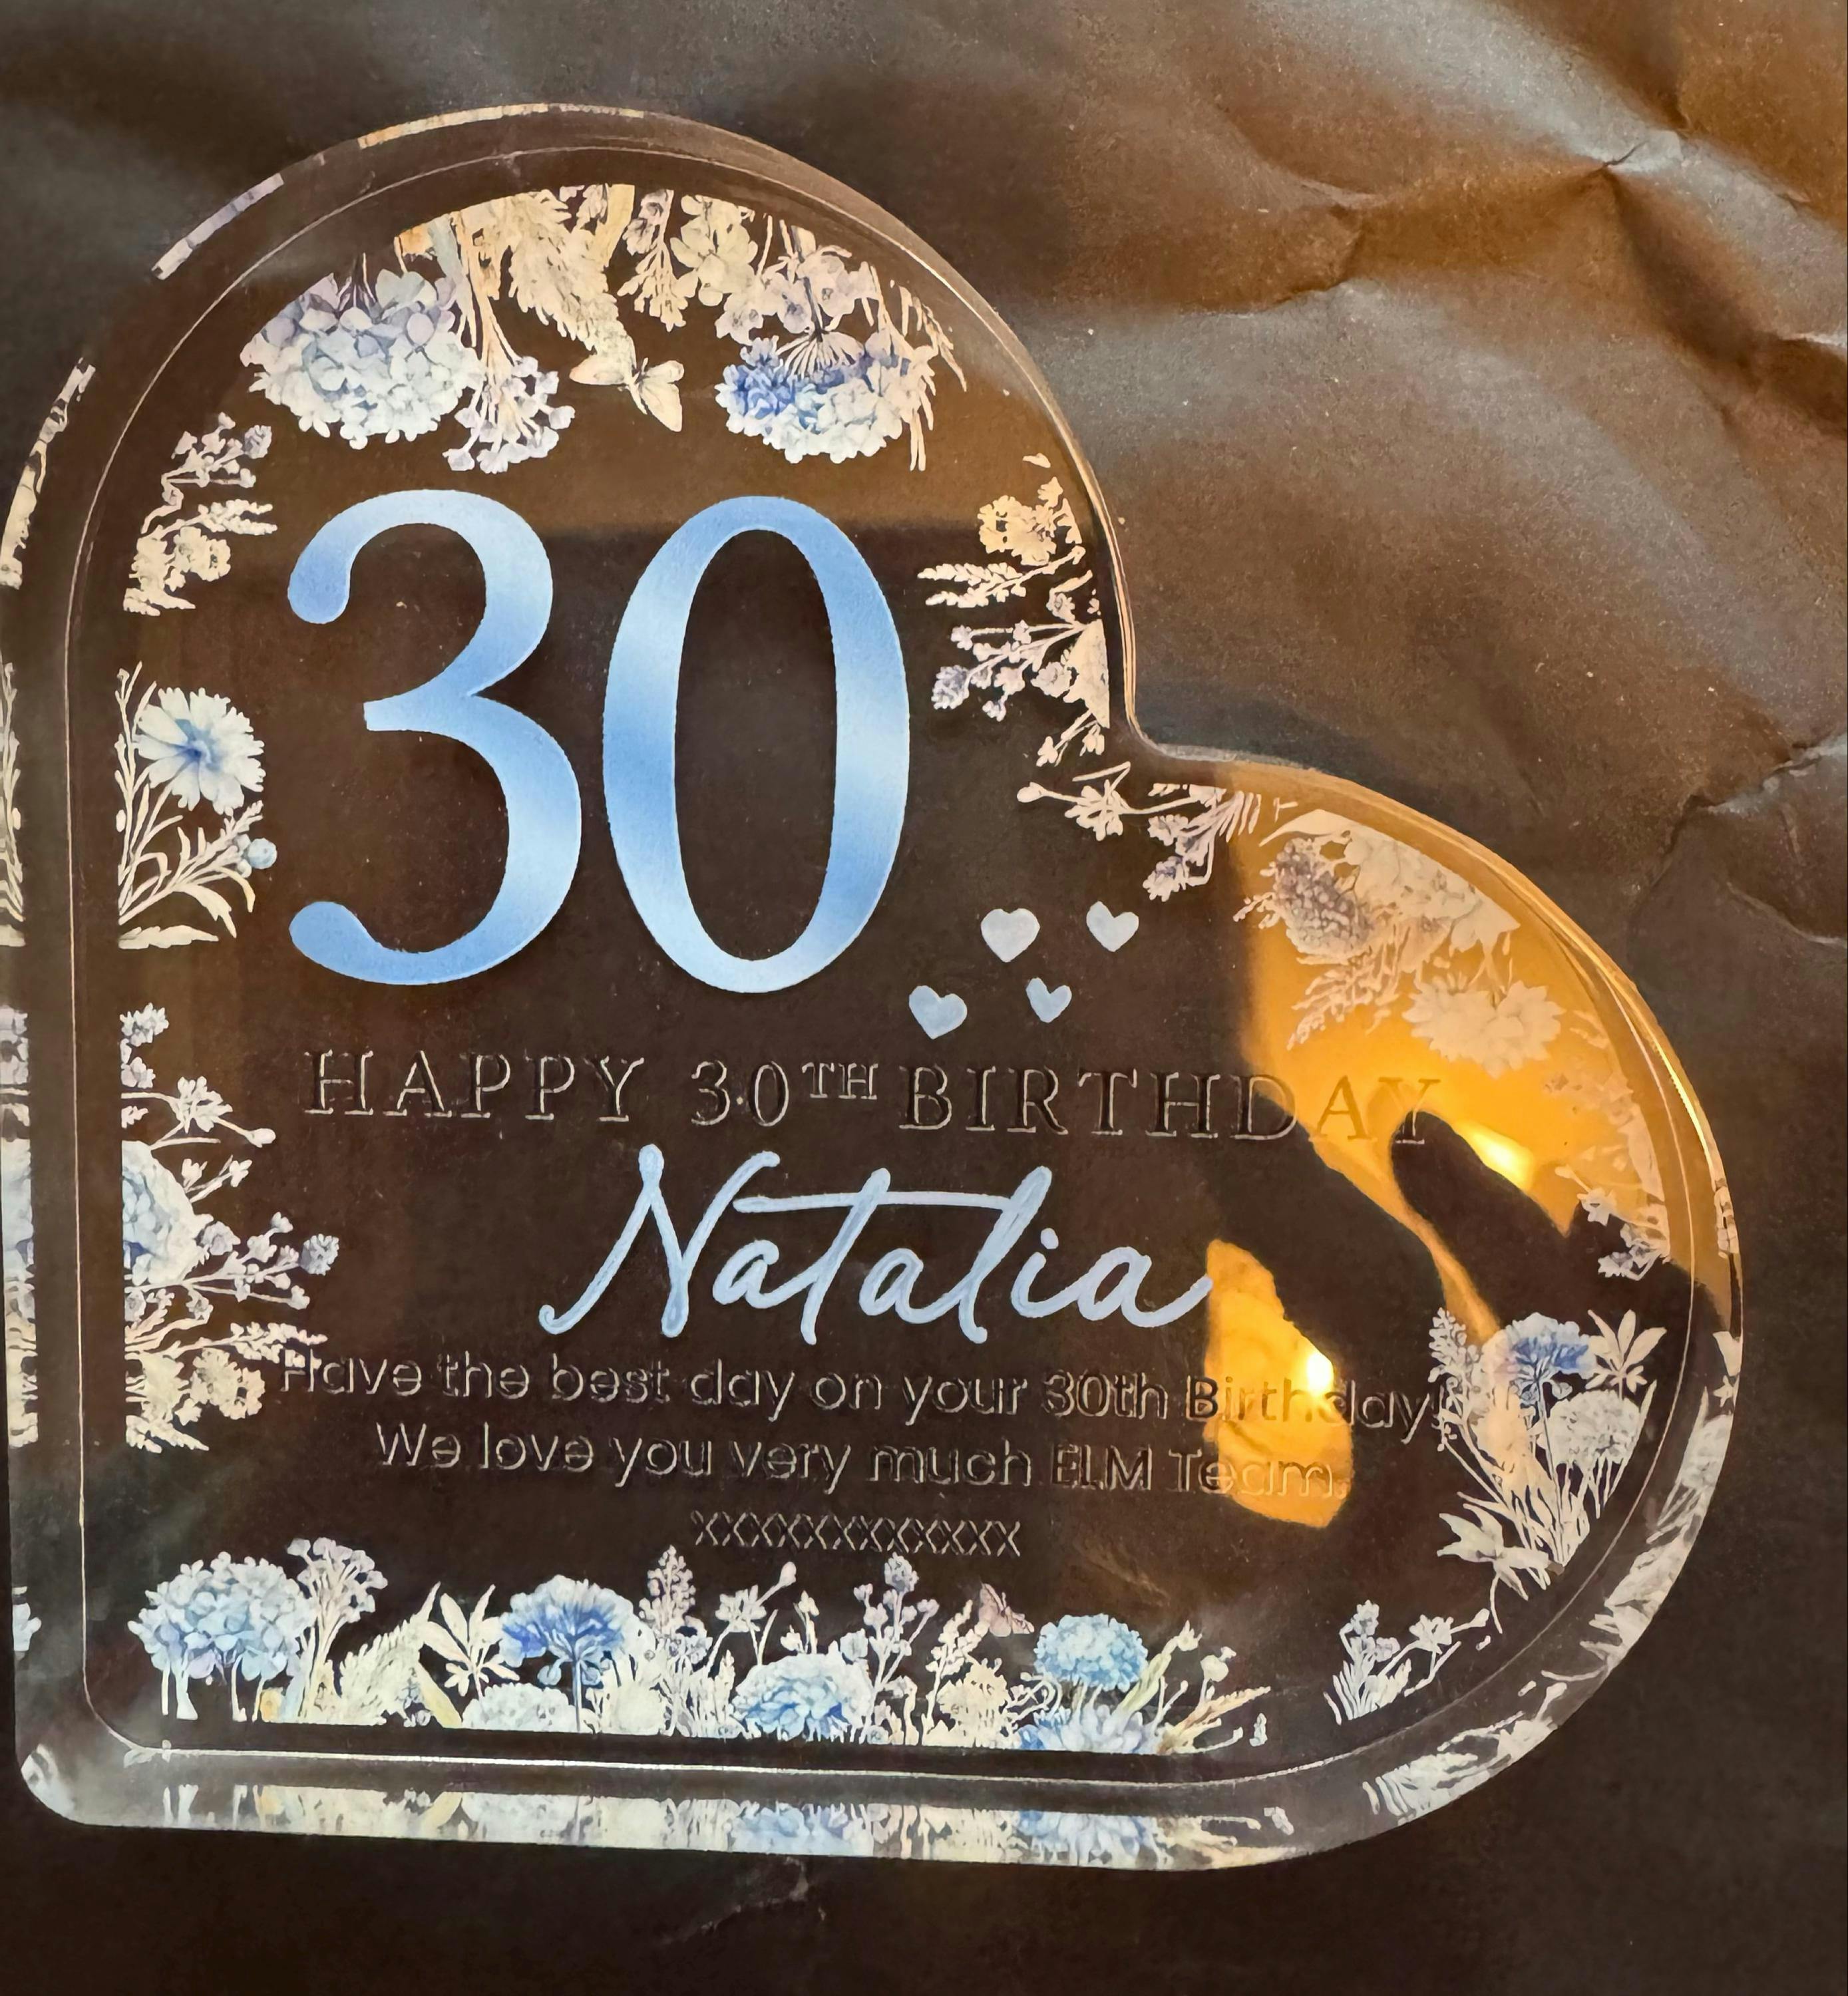 30
HAPPY 30TH BIRTHDAY
Natalia
Have the best day on your 30th Birthday!
We love you very much ELM Team.
xxxxxxxxxxxx